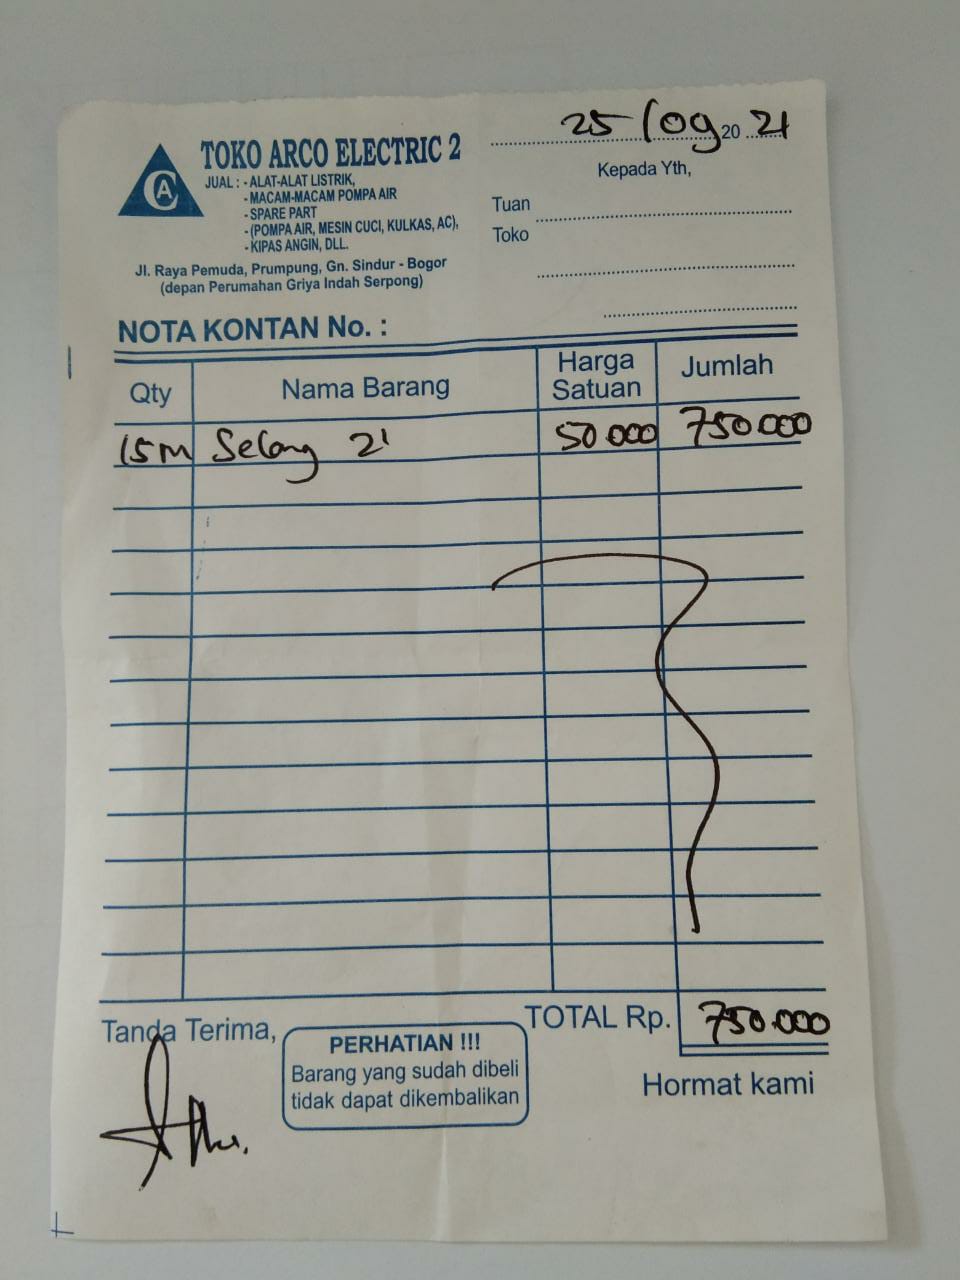 25/09 20 21
CA
TOKO ARCO ELECTRIC 2
JUAL : - ALAT-ALAT LISTRIK,
- MACAM-MACAM POMPA AIR
- SPARE PART
- (POMPA AIR, MESIN CUCI, KULKAS, AC),
- KIPAS ANGIN, DLL.
Jl. Raya Pemuda, Prumpung, Gn. Sindur - Bogor
(depan Perumahan Griya Indah Serpong)
Kepada Yth,
Tuan
Toko
NOTA KONTAN No. :
Qty Nama Barang Harga Satuan Jumlah
15M Selang 2" 50.000 750.000
TOTAL Rp. 750.000
Tanda Terima,
PERHATIAN !!!
Barang yang sudah dibeli
tidak dapat dikembalikan
Hormat kami